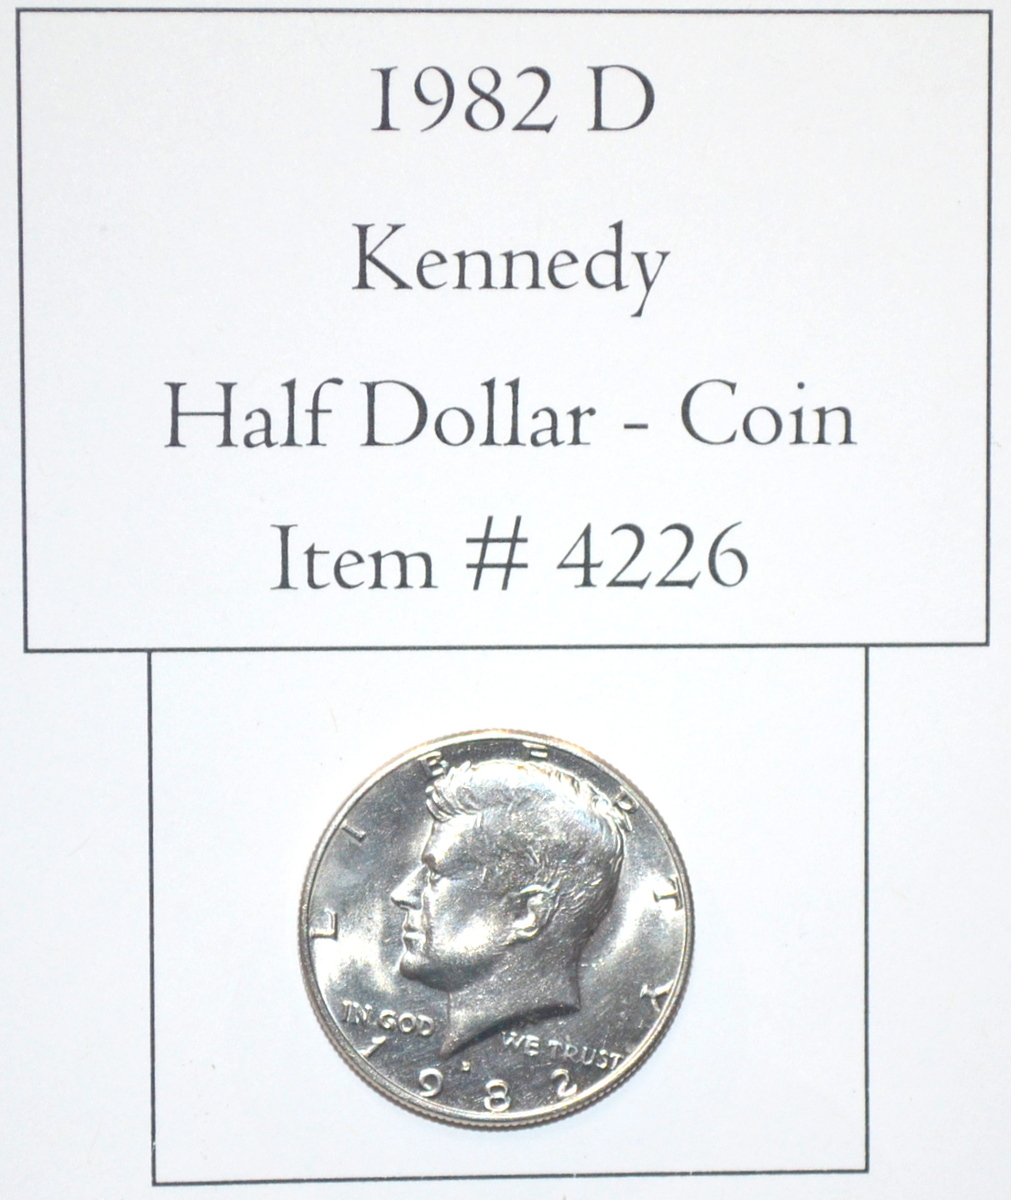 1982 D
Kennedy
Half Dollar - Coin
Item # 4226
LIBERTY
IN GOD WE TRUST
D
1982